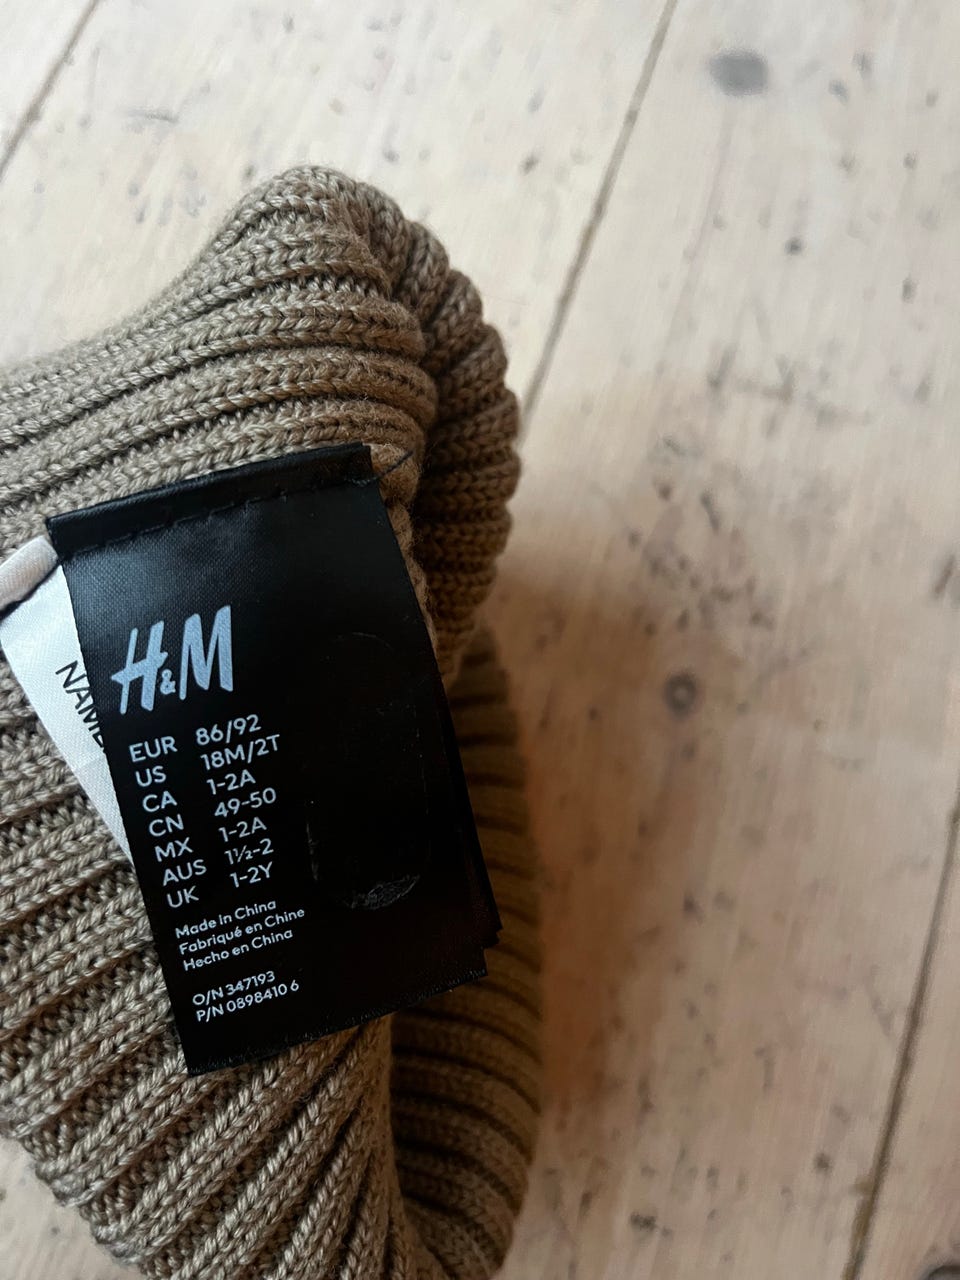 H&M
EUR 86/92
US 18M/2T
CA 1-2A
CN 49-50
MX 1-2A
AUS 1½-2
UK 1-2Y
Made in China
Fabriqué en Chine
Hecho en China
O/N 347193
P/N 0898410 6